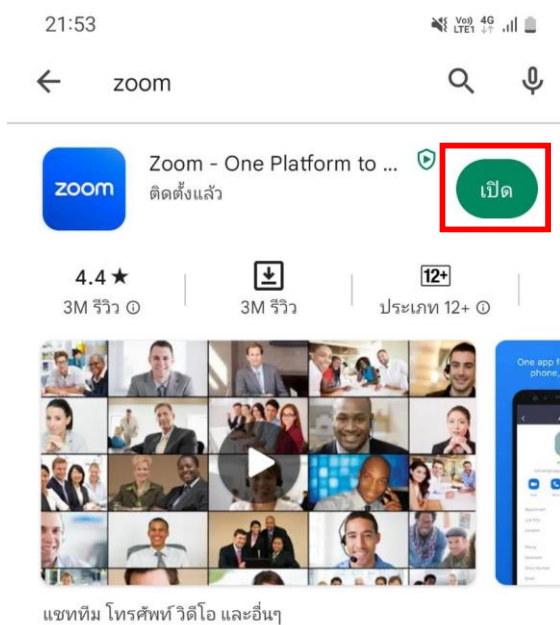 21:53
Vo)) 4G
LTE1
zoom
zoom
Zoom - One Platform to ...
ติดตั้งแล้ว
เปิด
4.4 ★
12+
3M รีวิว
3M รีวิว
ประเภท 12+
One app f
phone,
แชททีม โทรศัพท์ วิดีโอ และอื่นๆ